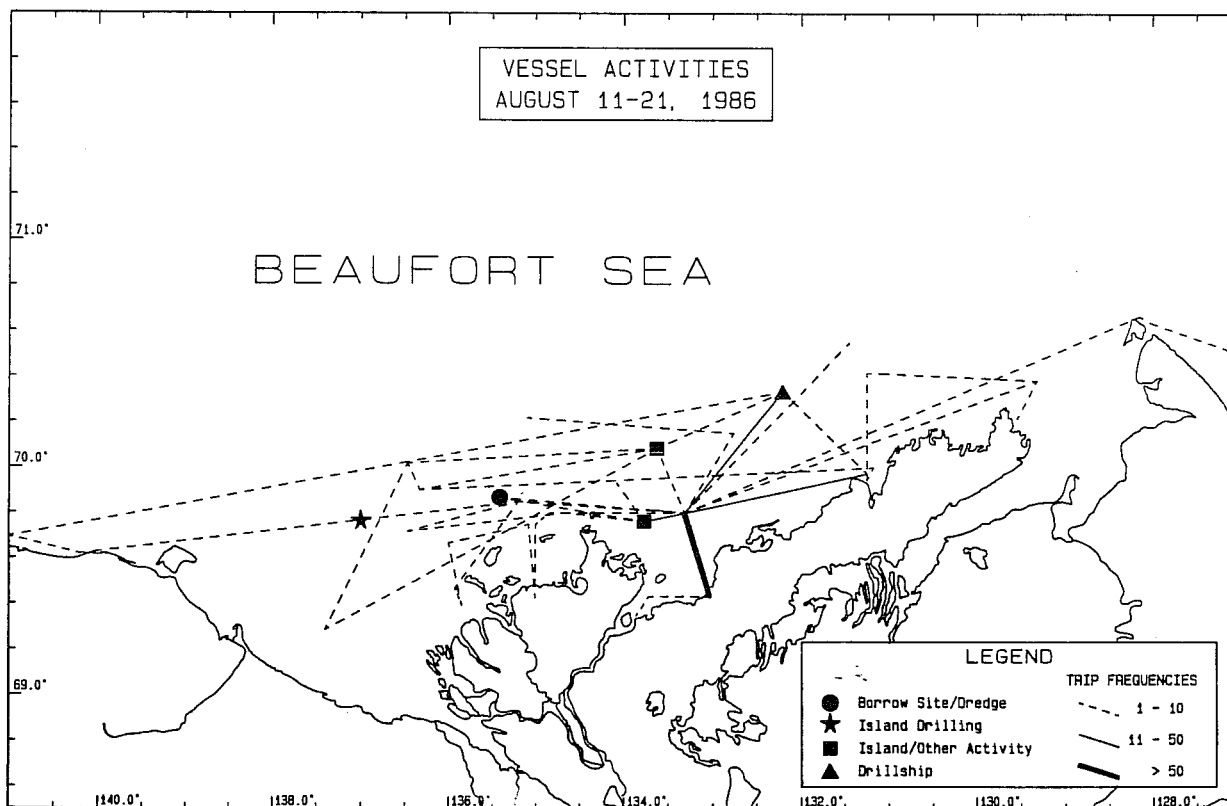 VESSEL ACTIVITIES
AUGUST 11-21, 1986
71.0°
BEAUFORT SEA
70.0°
69.0°
LEGEND
TRIP FREQUENCIES
Borrow Site/Dredge
1 - 10
Island Drilling
11 - 50
Island/Other Activity
> 50
Drillship
140.0° 138.0° 136.0° 134.0° 132.0° 130.0° 128.0°